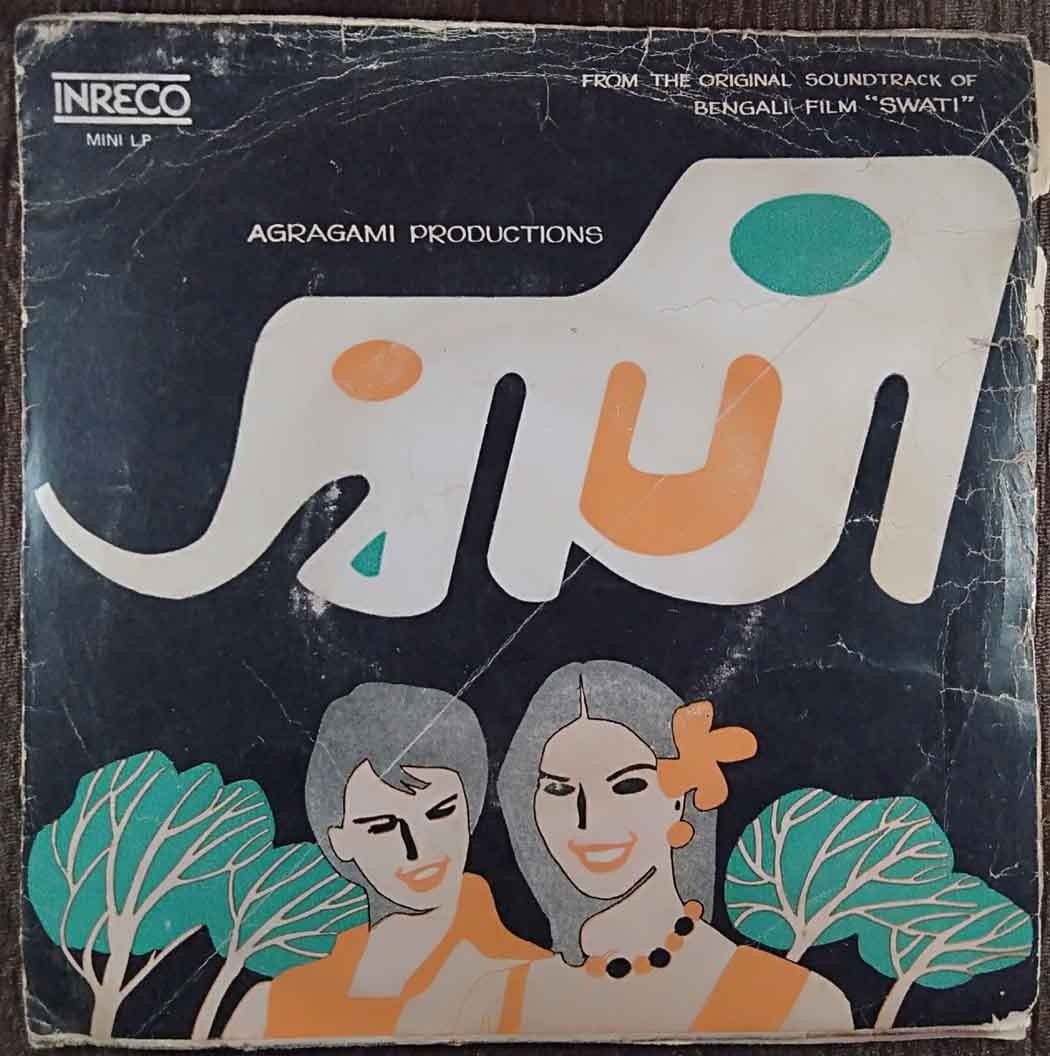 INRECO
MINI LP
FROM THE ORIGINAL SOUNDTRACK OF
BENGALI FILM "SWATI"
AGRAGAMI PRODUCTIONS
স্বাতী